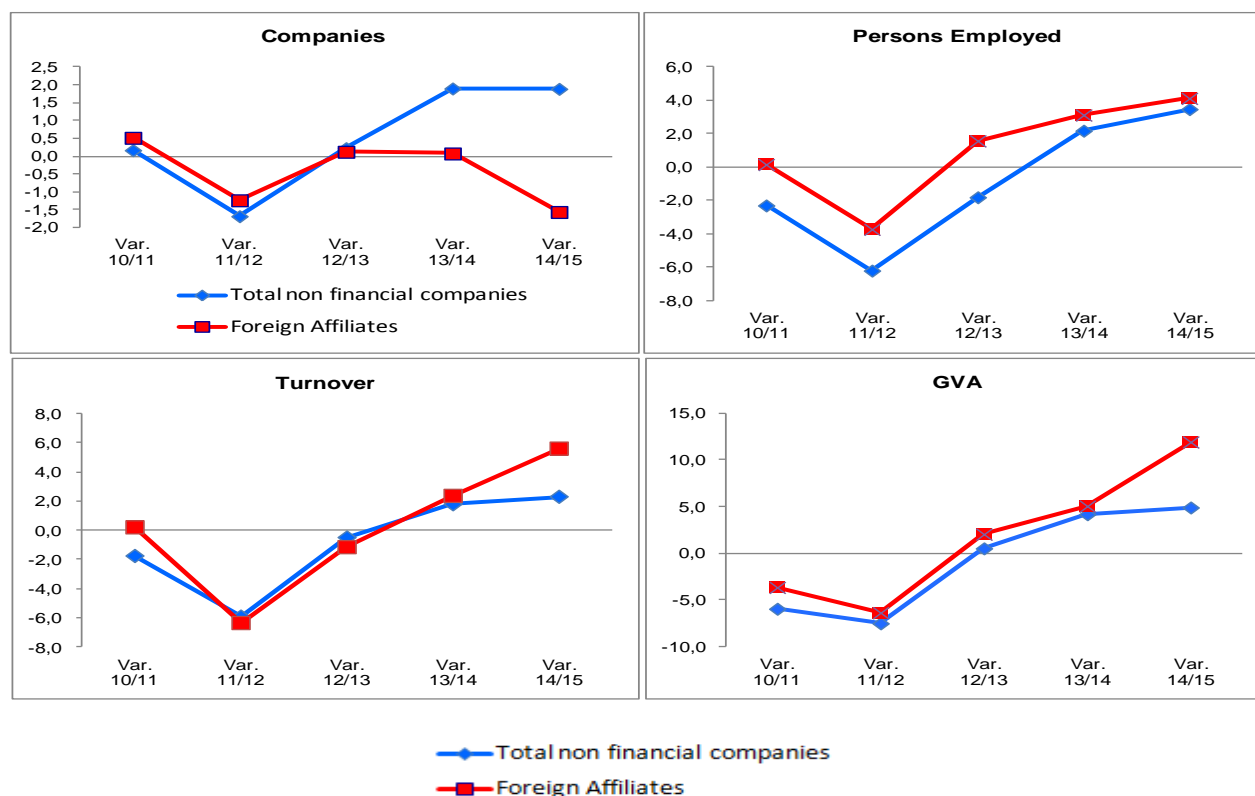 Companies
2,5
2,0
1,5
1,0
0,5
0,0
-0,5
-1,0
-1,5
-2,0
Var. Var. Var. Var. Var.
10/11 11/12 12/13 13/14 14/15
Total non financial companies
Foreign Affiliates
Persons Employed
6,0
4,0
2,0
0,0
-2,0
-4,0
-6,0
-8,0
Var. Var. Var. Var. Var.
10/11 11/12 12/13 13/14 14/15
Turnover
8,0
6,0
4,0
2,0
0,0
-2,0
-4,0
-6,0
-8,0
Var. Var. Var. Var. Var.
10/11 11/12 12/13 13/14 14/15
GVA
15,0
10,0
5,0
0,0
-5,0
-10,0
Var. Var. Var. Var. Var.
10/11 11/12 12/13 13/14 14/15
Total non financial companies
Foreign Affiliates